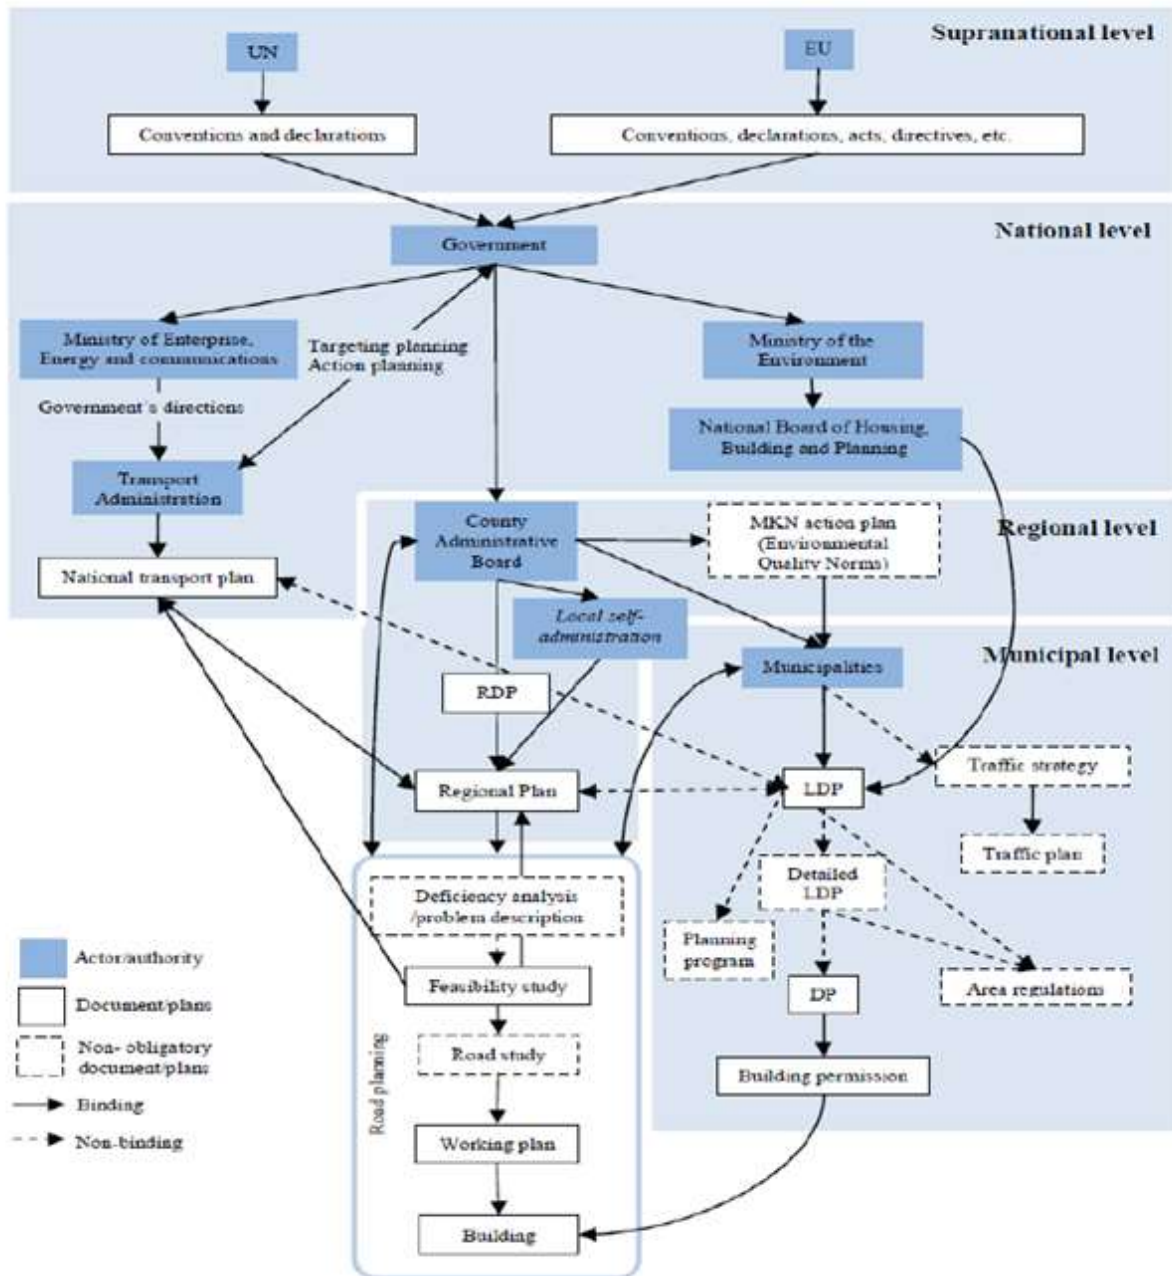 Supranational level
UN
EU
Conventions and declarations
Conventions, declarations, acts, directives, etc.
National level
Government
Ministry of Enterprise,
Energy and communications
Targeting planning
Action planning
Ministry of the
Environment
Government's directions
National Board of Housing,
Building and Planning
Transport
Administration
Regional level
County
Administrative
Board
MKN action plan
(Environmental
Quality Norms)
National transport plan
Local self-
administration
Municipal level
Municipalities
RDP
Traffic strategy
Regional Plan
LDP
Traffic plan
Detailed
LDP
Deficiency analysis
/problem description
Planning
program
Actor/authority
Feasibility study
DP
Area regulations
Document/plans
Non- obligatory
document/plans
Road study
Building permission
Road planning
Binding
Non-binding
Working plan
Building